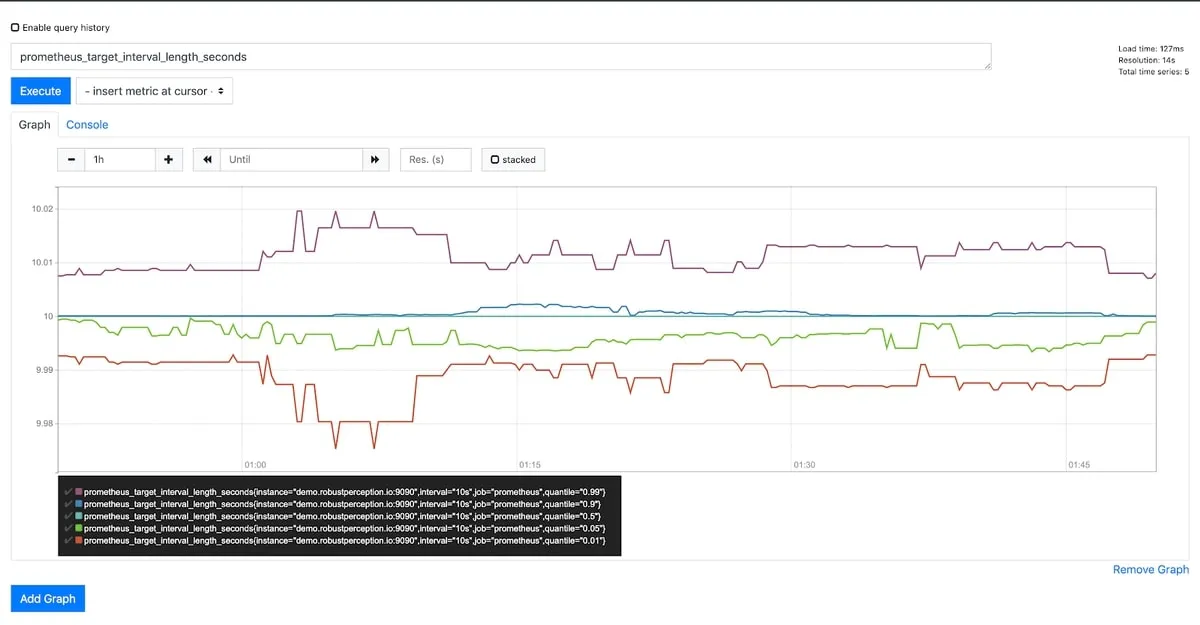 Enable query history
prometheus_target_interval_length_seconds
Load time: 127ms
Resolution: 14s
Total time series: 5
Execute
- insert metric at cursor -
Graph Console
- 1h + Until Res. (s) stacked
10.02
10.01
10
9.99
9.98
01:00 01:15 01:30 01:45
prometheus_target_interval_length_seconds{instance="demo.robustperception.io:9090",interval="10s",job="prometheus",quantile="0.99"}
prometheus_target_interval_length_seconds{instance="demo.robustperception.io:9090",interval="10s",job="prometheus",quantile="0.9"}
prometheus_target_interval_length_seconds{instance="demo.robustperception.io:9090",interval="10s",job="prometheus",quantile="0.5"}
prometheus_target_interval_length_seconds{instance="demo.robustperception.io:9090",interval="10s",job="prometheus",quantile="0.05"}
prometheus_target_interval_length_seconds{instance="demo.robustperception.io:9090",interval="10s",job="prometheus",quantile="0.01"}
Remove Graph
Add Graph